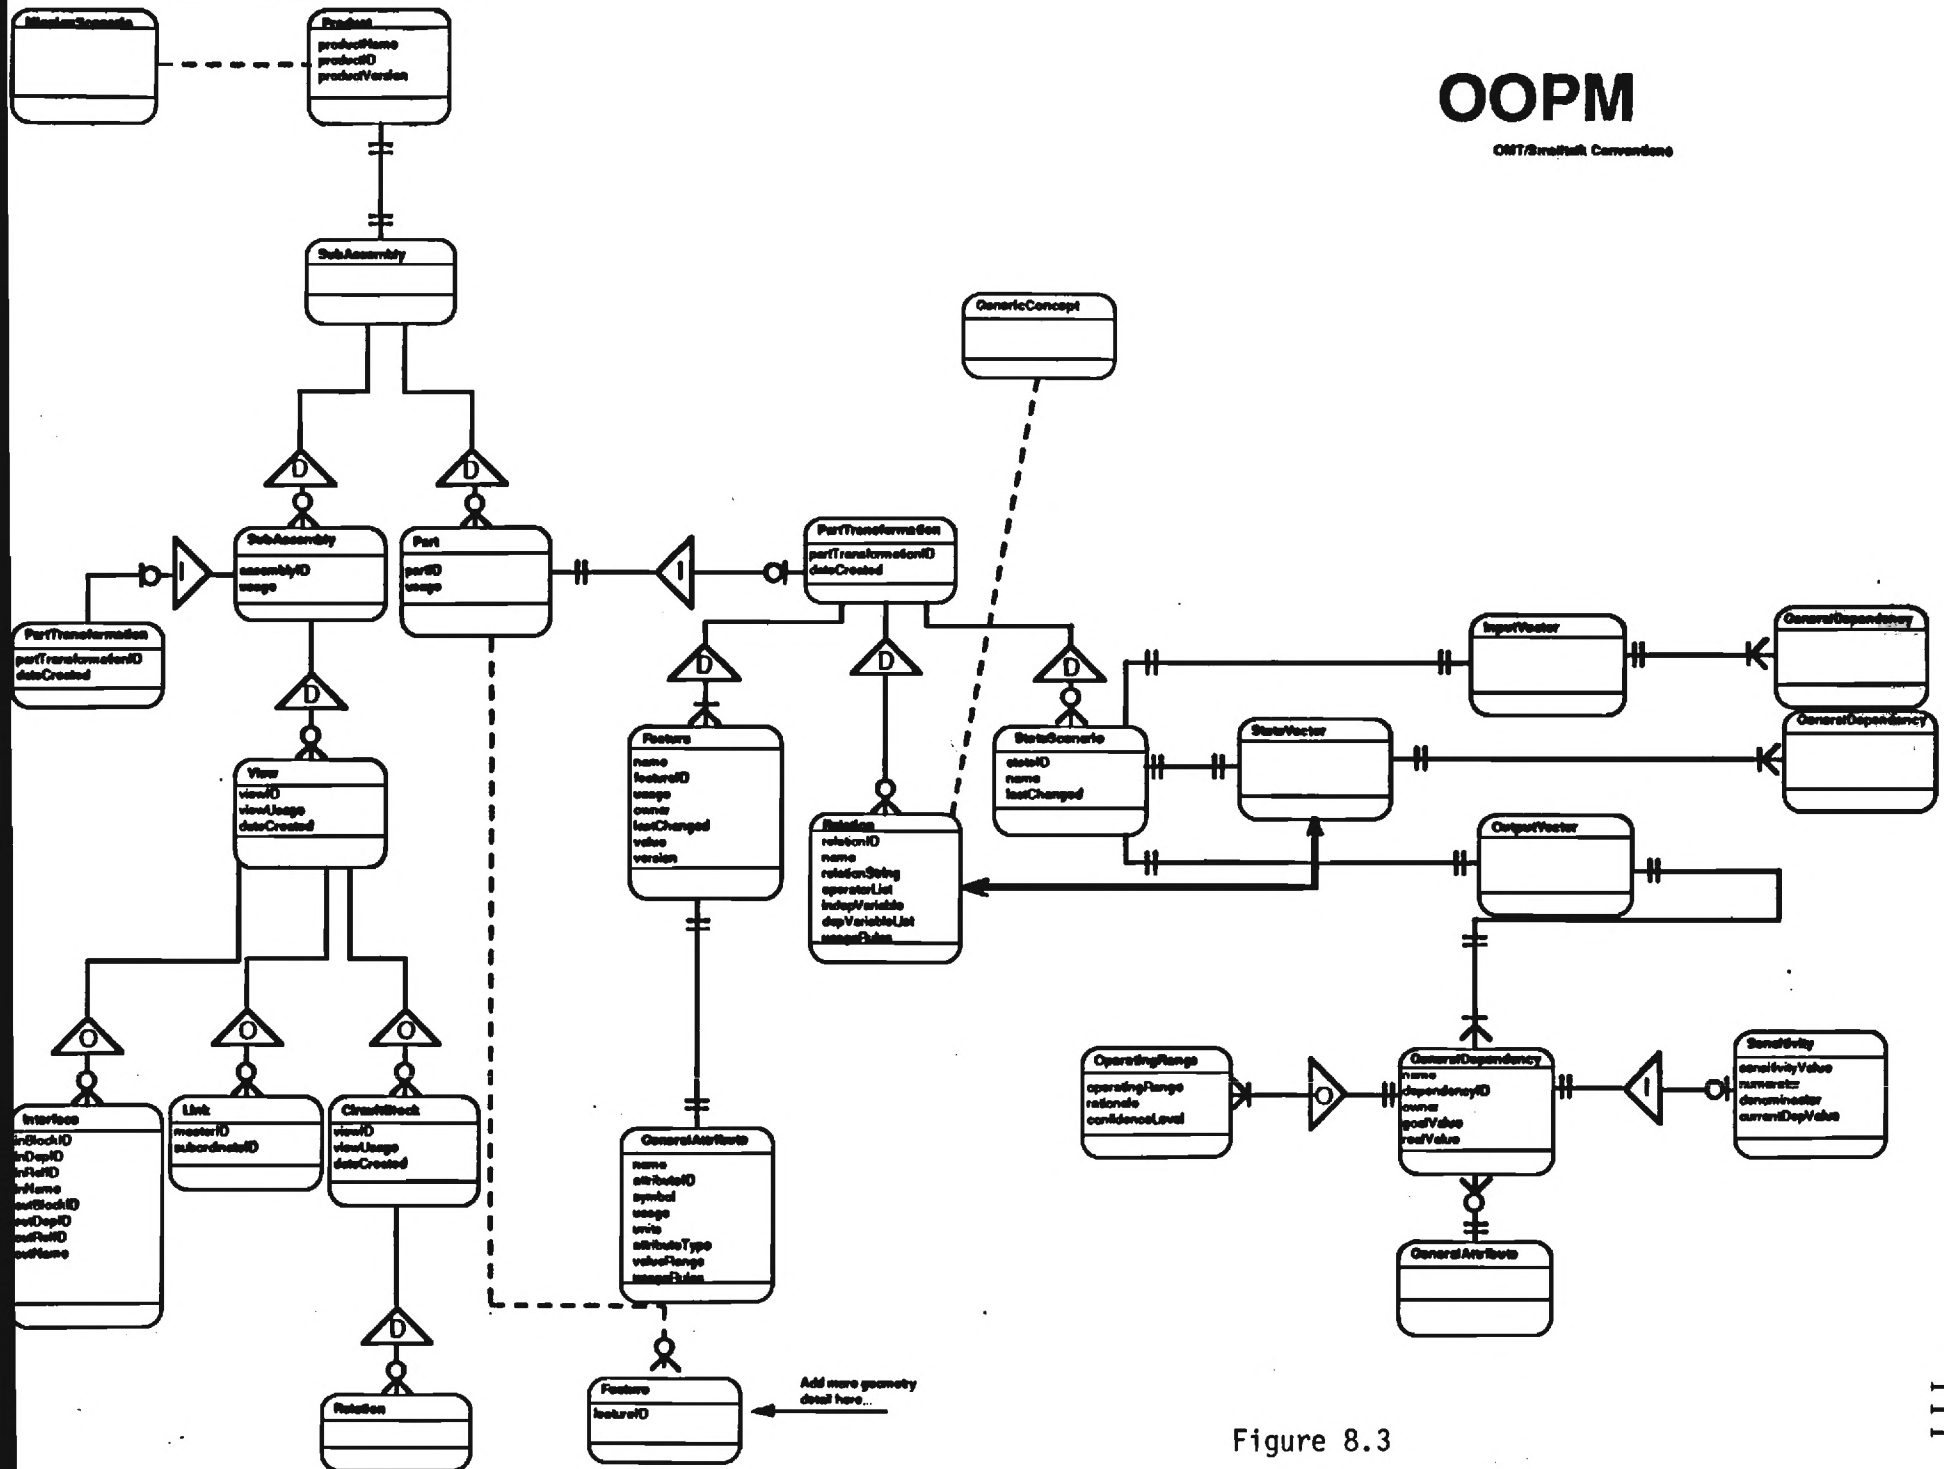 MissionScenario
Product
productName
productID
productVersion
OOPM
OMT/Smalltalk Conventions
SubAssembly
GenericConcept
D
D
SubAssembly
assemblyID
usage
I
Part
partID
usage
I
PartTransformation
partTransformationID
dateCreated
PartTransformation
partTransformationID
dateCreated
D
D
D
D
InputVector
GeneralDependency
GeneralDependency
View
viewID
viewUsage
dateCreated
Feature
name
featureID
usage
owner
lastChanged
value
version
Relation
relationID
name
relationString
operatorList
indepVariable
depVariableList
usageRules
StateScenario
stateID
name
lastChanged
StateVector
OutputVector
O
O
O
Interface
inBlockID
inDepID
inRefID
inName
outBlockID
outDepID
outRefID
outName
Link
masterID
subordinateID
CircuitBlock
viewID
viewUsage
dateCreated
GeneralAttribute
name
attributeID
symbol
usage
units
attributeType
valueRange
usageRules
OperatingRange
operatingRange
rationale
confidenceLevel
O
GeneralDependency
name
dependencyID
owner
goalValue
realValue
I
Sensitivity
sensitivityValue
numerator
denominator
currentDepValue
GeneralAttribute
D
Relation
Feature
featureID
Add more geometry
detail here...
Figure 8.3